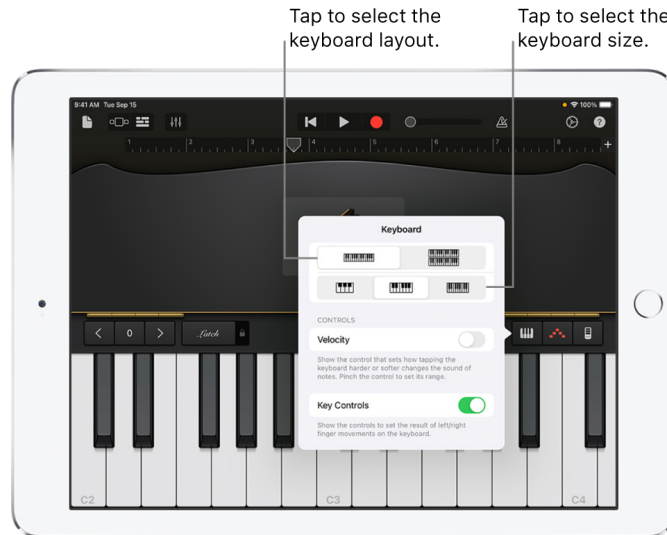 Tap to select the
keyboard layout.
Tap to select the
keyboard size.
9:41 AM Tue Sep 15
100%
1 2 3 4 5 6 7 8 +
?
Keyboard
CONTROLS
Velocity
Show the control that sets how tapping the
keyboard harder or softer changes the sound of
notes. Pinch the control to set its range.
Key Controls
Show the controls to set the result of left/right
finger movements on the keyboard.
0
Latch
C2 C3 C4